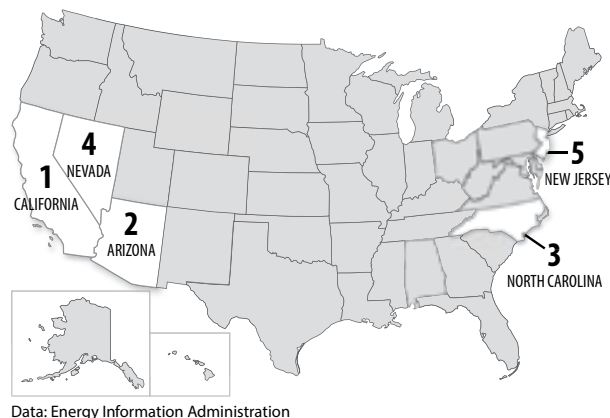 1
CALIFORNIA
4
NEVADA
2
ARIZONA
5
NEW JERSEY
3
NORTH CAROLINA
Data: Energy Information Administration